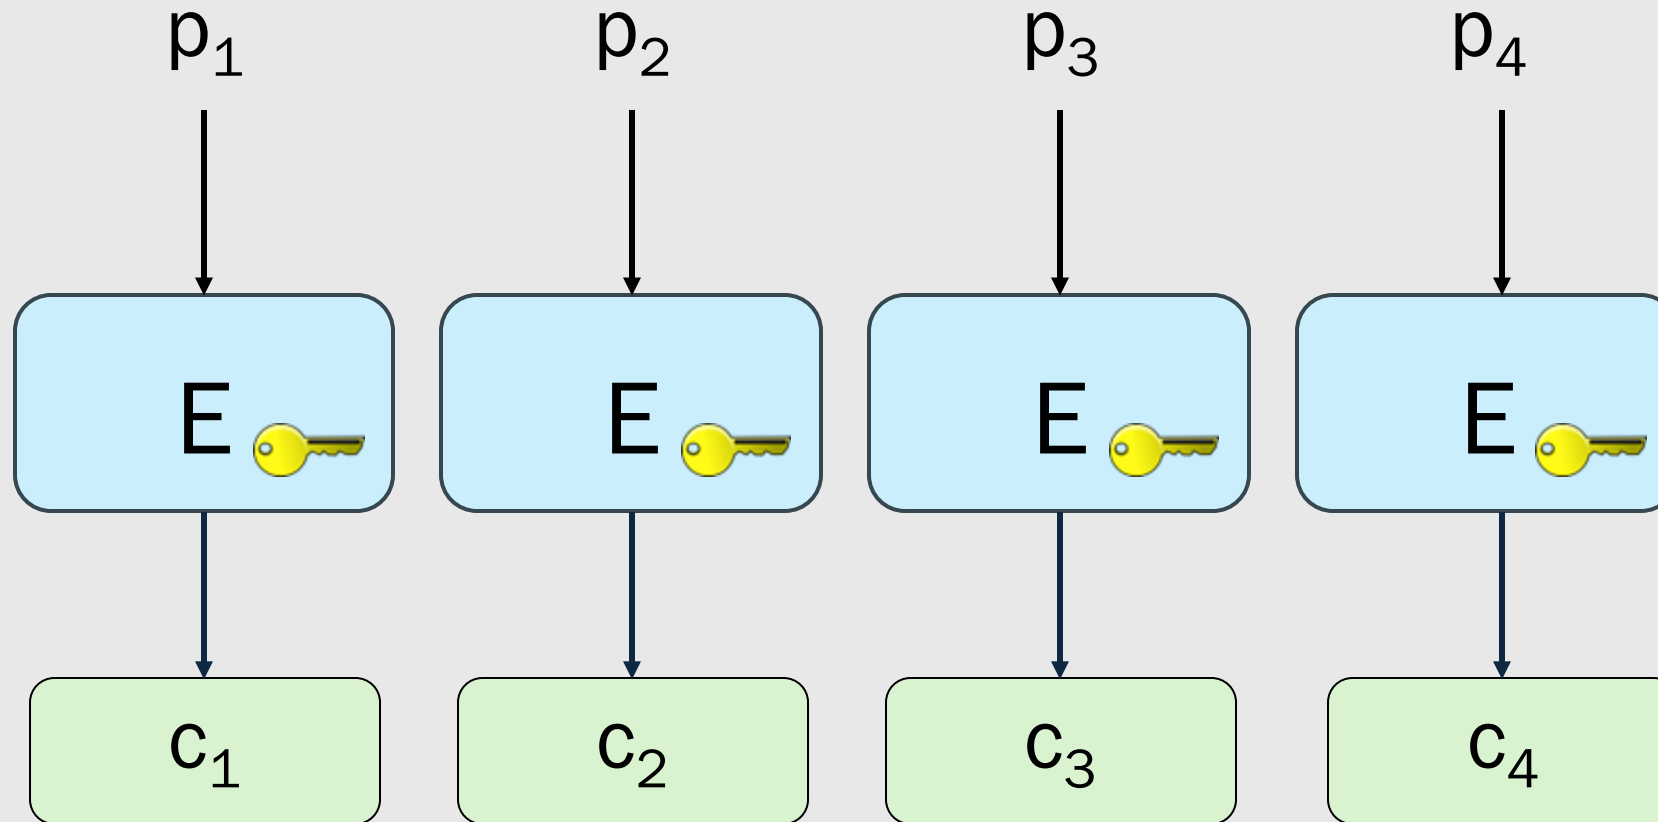 p₁ p₂ p₃ p₄
E E E E
c₁ c₂ c₃ c₄